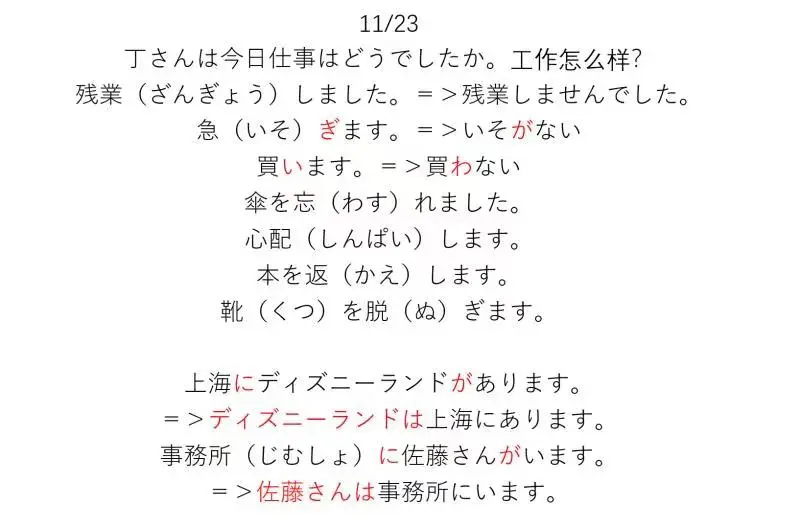 11/23
丁さんは今日仕事はどうでしたか。工作怎么样?
残業（ざんぎょう）しました。＝＞残業しませんでした。
急（いそ）ぎます。＝＞いそがない
買います。＝＞買わない
傘を忘（わす）れました。
心配（しんぱい）します。
本を返（かえ）します。
靴（くつ）を脱（ぬ）ぎます。
上海にディズニーランドがあります。
＝＞ディズニーランドは上海にあります。
事務所（じむしょ）に佐藤さんがいます。
＝＞佐藤さんは事務所にいます。